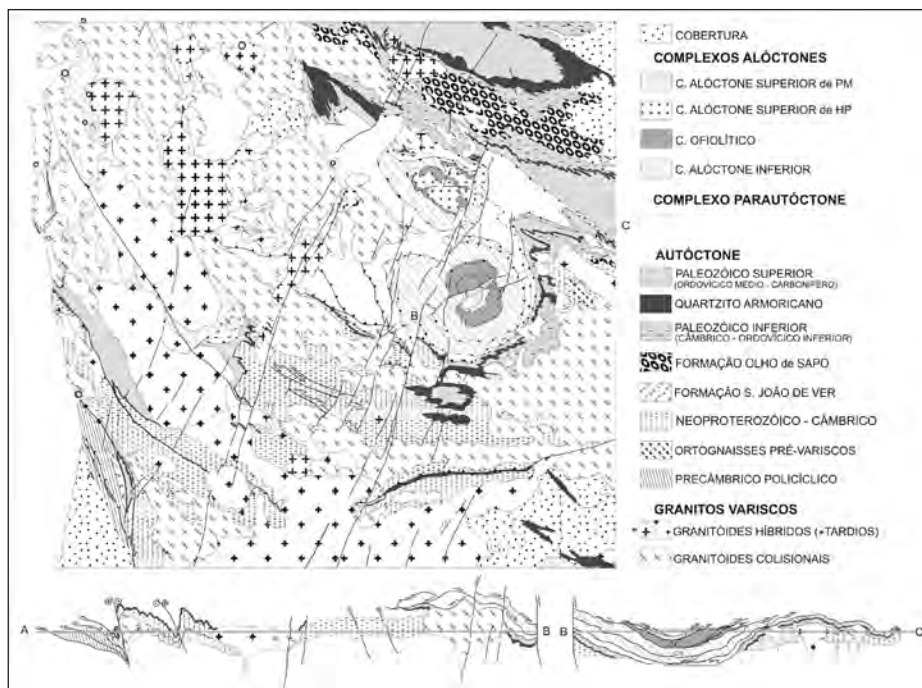 COBERTURA
COMPLEXOS ALÓCTONES
C. ALÓCTONE SUPERIOR de PM
C. ALÓCTONE SUPERIOR de HP
C. OFIOLÍTICO
C. ALÓCTONE INFERIOR
COMPLEXO PARAUTÓCTONE
AUTÓCTONE
PALEOZÓICO SUPERIOR
(ORDOVÍCICO MÉDIO - CARBONÍFERO)
QUARTZITO ARMORICANO
PALEOZÓICO INFERIOR
(CÂMBRICO - ORDOVÍCICO INFERIOR)
FORMAÇÃO OLHO de SAPO
FORMAÇÃO S. JOÃO DE VER
NEOPROTEROZÓICO - CÂMBRICO
ORTOGNAISSES PRÉ-VARISCOS
PRECÂMBRICO POLICÍCLICO
GRANITOS VARISCOS
GRANITÓIDES HÍBRIDOS (+TARDIOS)
GRANITÓIDES COLISIONAIS
C
B
A
A
B
B
C